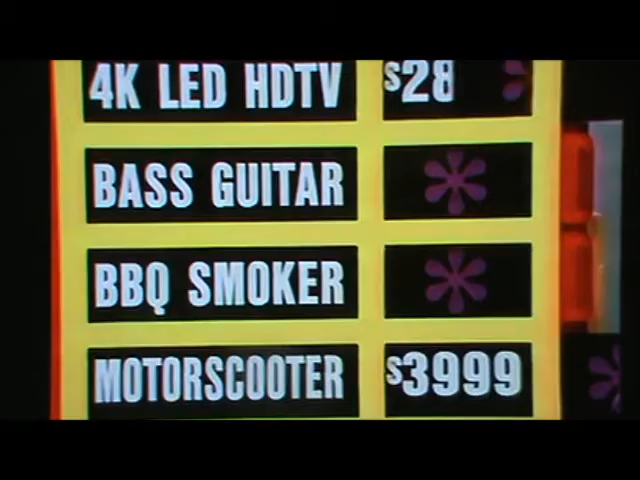 4K LED HDTV $28
BASS GUITAR
BBQ SMOKER
MOTORSCOOTER $3999